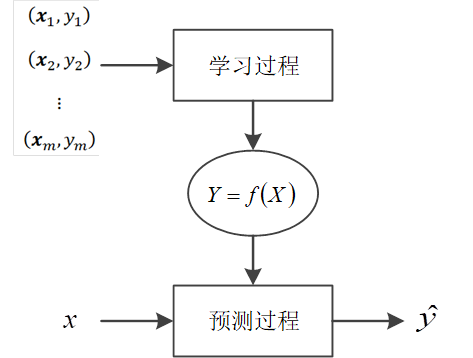 (x₁,y₁)
(x₂,y₂)
⋮
(xₘ,yₘ)
学习过程
Y = f(X)
x
预测过程
ŷ